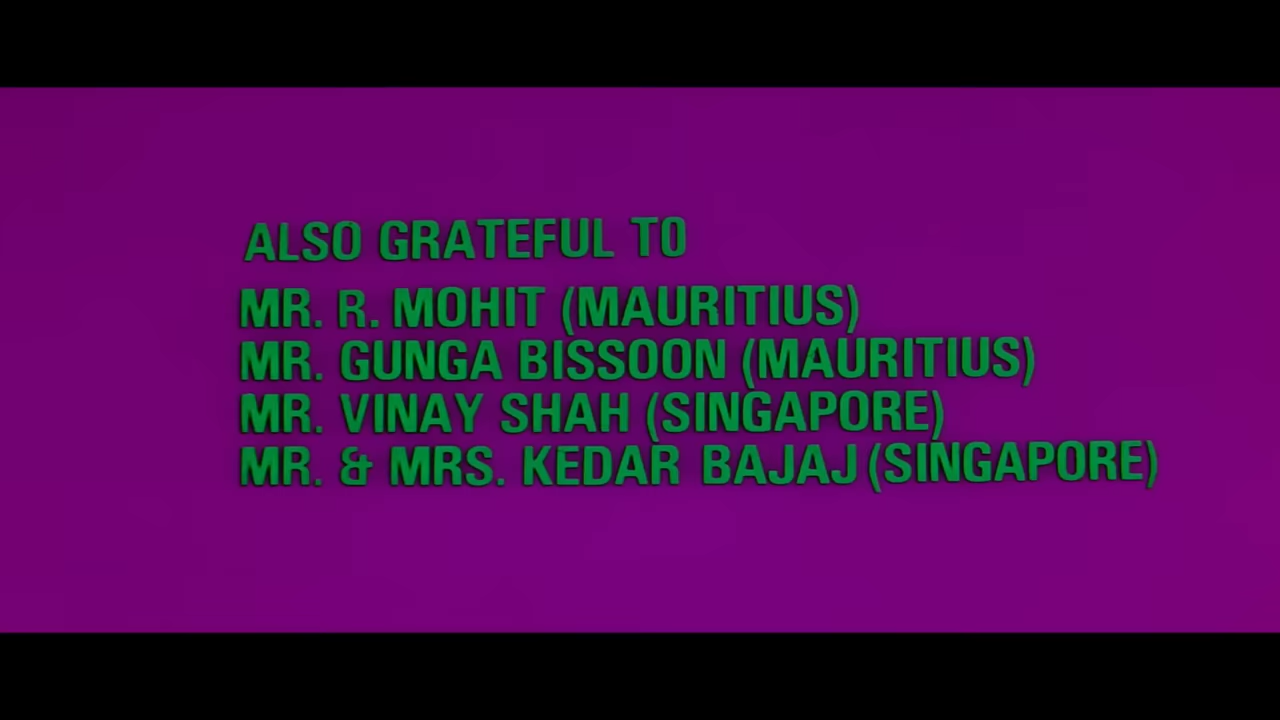 ALSO GRATEFUL TO
MR. R. MOHIT (MAURITIUS)
MR. GUNGA BISSOON (MAURITIUS)
MR. VINAY SHAH (SINGAPORE)
MR. & MRS. KEDAR BAJAJ (SINGAPORE)